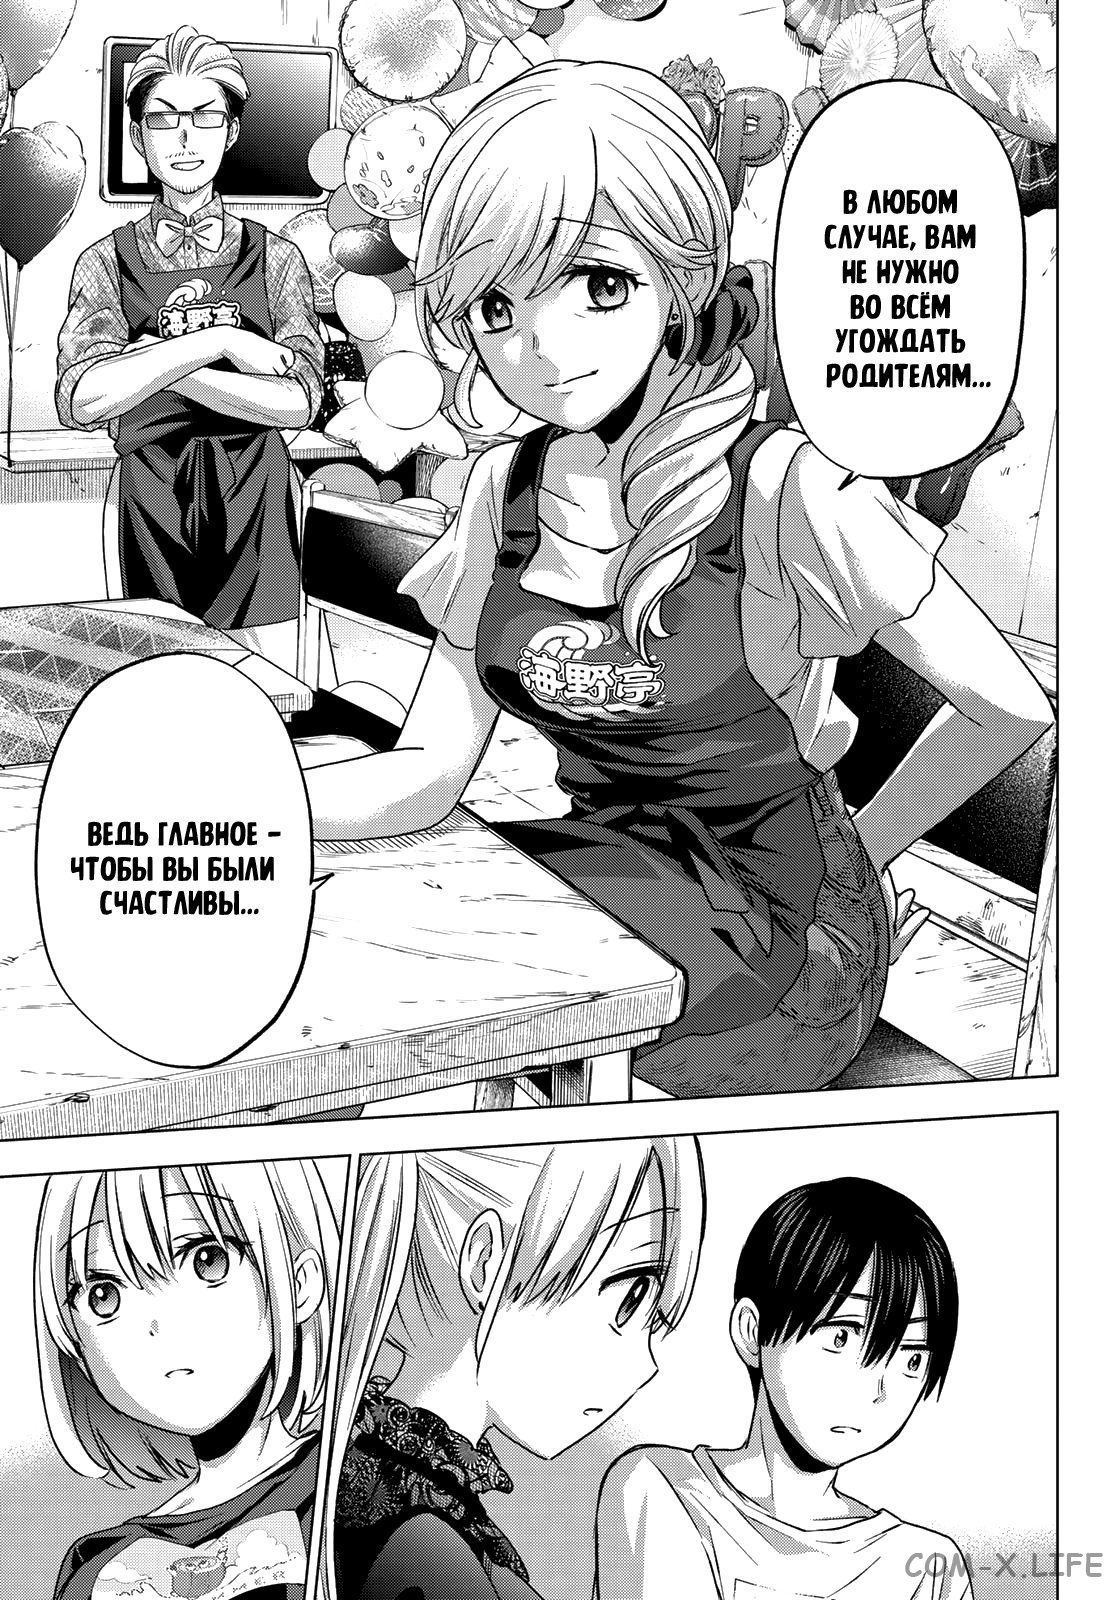 В ЛЮБОМ
СЛУЧАЕ, ВАМ
НЕ НУЖНО
ВО ВСЁМ
УГОЖДАТЬ
РОДИТЕЛЯМ...
海野亭
海野亭
ВЕДЬ ГЛАВНОЕ -
ЧТОБЫ ВЫ БЫЛИ
СЧАСТЛИВЫ...
COM-X.LIFE